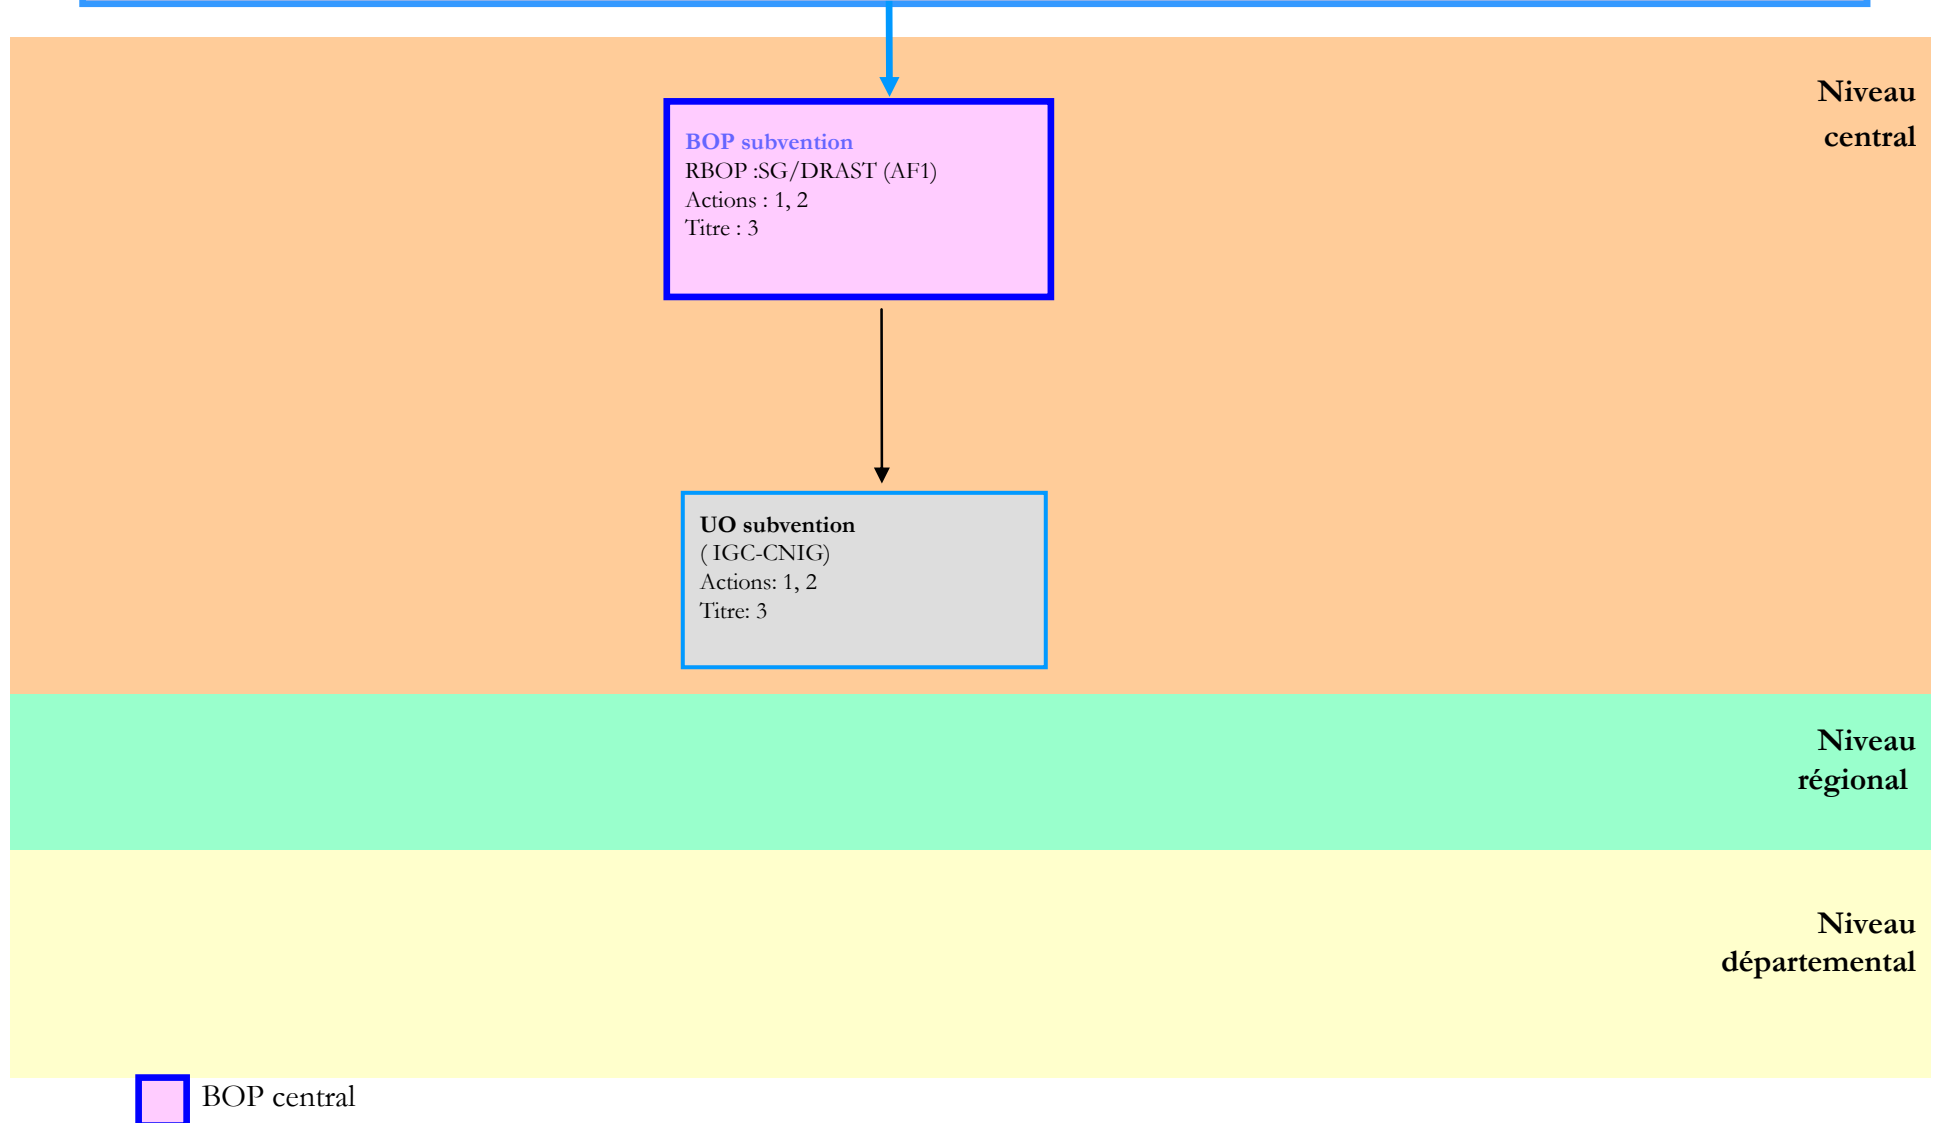 Niveau
central
BOP subvention
RBOP :SG/DRAST (AF1)
Actions : 1, 2
Titre : 3
UO subvention
( IGC-CNIG)
Actions: 1, 2
Titre: 3
Niveau
régional
Niveau
départemental
BOP central